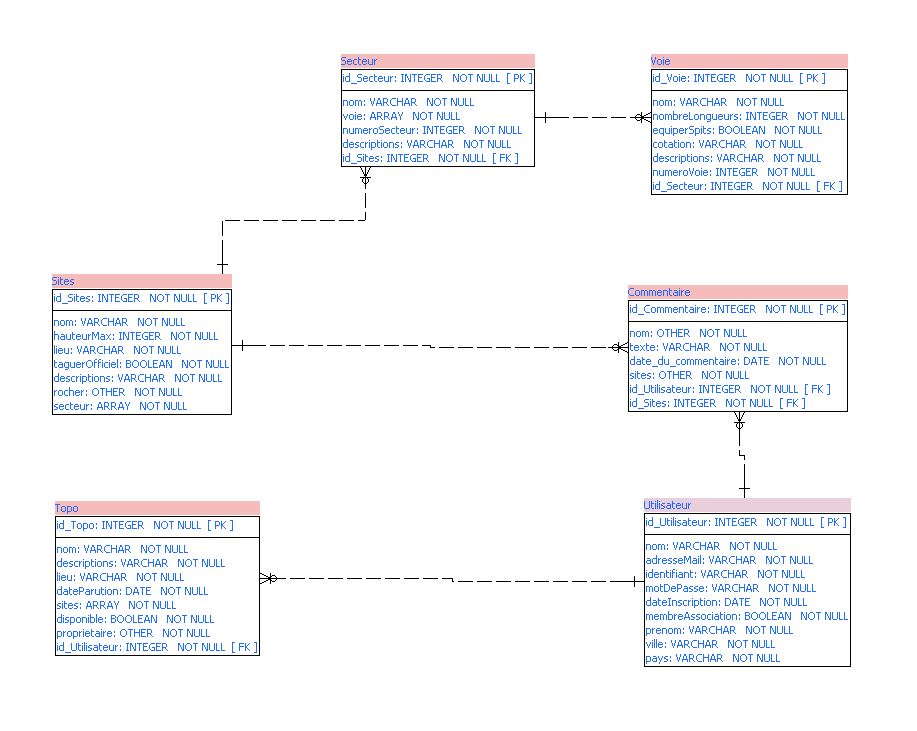 Secteur
id_Secteur: INTEGER NOT NULL [ PK ]
nom: VARCHAR NOT NULL
voie: ARRAY NOT NULL
numeroSecteur: INTEGER NOT NULL
descriptions: VARCHAR NOT NULL
id_Sites: INTEGER NOT NULL [ FK ]
Voie
id_Voie: INTEGER NOT NULL [ PK ]
nom: VARCHAR NOT NULL
nombreLongueurs: INTEGER NOT NULL
equiperSpits: BOOLEAN NOT NULL
cotation: VARCHAR NOT NULL
descriptions: VARCHAR NOT NULL
numeroVoie: INTEGER NOT NULL
id_Secteur: INTEGER NOT NULL [ FK ]
Sites
id_Sites: INTEGER NOT NULL [ PK ]
nom: VARCHAR NOT NULL
hauteurMax: INTEGER NOT NULL
lieu: VARCHAR NOT NULL
taguerOfficiel: BOOLEAN NOT NULL
descriptions: VARCHAR NOT NULL
rocher: OTHER NOT NULL
secteur: ARRAY NOT NULL
Commentaire
id_Commentaire: INTEGER NOT NULL [ PK ]
nom: OTHER NOT NULL
texte: VARCHAR NOT NULL
date_du_commentaire: DATE NOT NULL
sites: OTHER NOT NULL
id_Utilisateur: INTEGER NOT NULL [ FK ]
id_Sites: INTEGER NOT NULL [ FK ]
Topo
id_Topo: INTEGER NOT NULL [ PK ]
nom: VARCHAR NOT NULL
descriptions: VARCHAR NOT NULL
lieu: VARCHAR NOT NULL
dateParution: DATE NOT NULL
sites: ARRAY NOT NULL
disponible: BOOLEAN NOT NULL
proprietaire: OTHER NOT NULL
id_Utilisateur: INTEGER NOT NULL [ FK ]
Utilisateur
id_Utilisateur: INTEGER NOT NULL [ PK ]
nom: VARCHAR NOT NULL
adresseMail: VARCHAR NOT NULL
identifiant: VARCHAR NOT NULL
motDePasse: VARCHAR NOT NULL
dateInscription: DATE NOT NULL
membreAssociation: BOOLEAN NOT NULL
prenom: VARCHAR NOT NULL
ville: VARCHAR NOT NULL
pays: VARCHAR NOT NULL